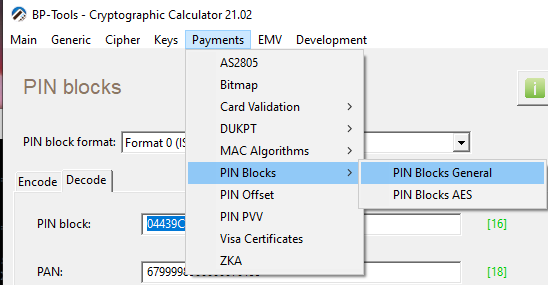 BP-Tools - Cryptographic Calculator 21.02
Main Generic Cipher Keys Payments EMV Development
PIN blocks
AS2805
Bitmap
Card Validation
DUKPT
MAC Algorithms
PIN Blocks
PIN Offset
PIN PVV
Visa Certificates
ZKA
PIN Blocks General
PIN Blocks AES
PIN block format: Format 0 (IS
Encode Decode
PIN block: 04439C [16]
PAN: [18]